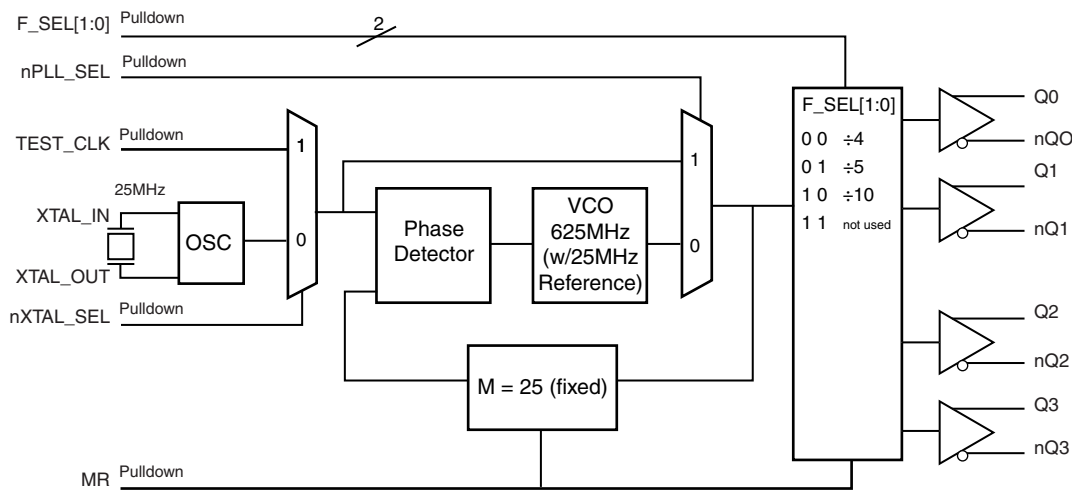 F_SEL[1:0] Pulldown
2
nPLL_SEL Pulldown
TEST_CLK Pulldown
1
0
25MHz
XTAL_IN
OSC
XTAL_OUT
nXTAL_SEL Pulldown
Phase
Detector
VCO
625MHz
(w/25MHz
Reference)
1
0
M = 25 (fixed)
MR Pulldown
F_SEL[1:0]
0 0 ÷4
0 1 ÷5
1 0 ÷10
1 1 not used
Q0
nQO
Q1
nQ1
Q2
nQ2
Q3
nQ3